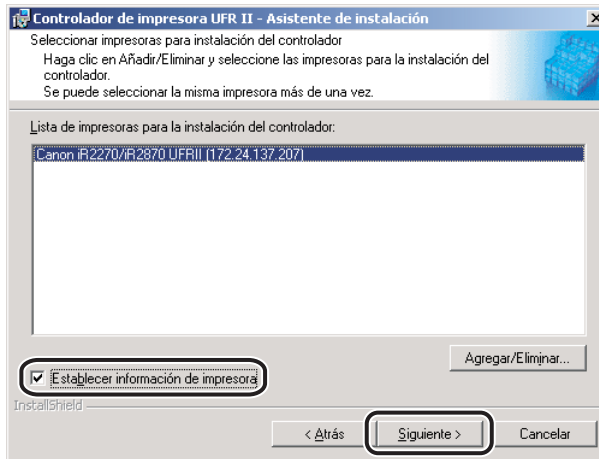 Controlador de impresora UFR II - Asistente de instalación
Seleccionar impresoras para instalación del controlador
Haga clic en Añadir/Eliminar y seleccione las impresoras para la instalación del
controlador.
Se puede seleccionar la misma impresora más de una vez.
Lista de impresoras para la instalación del controlador:
Canon iR2270/iR2870 UFRII (172.24.137.207)
Agregar/Eliminar...
Establecer información de impresora
InstallShield
< Atrás
Siguiente >
Cancelar